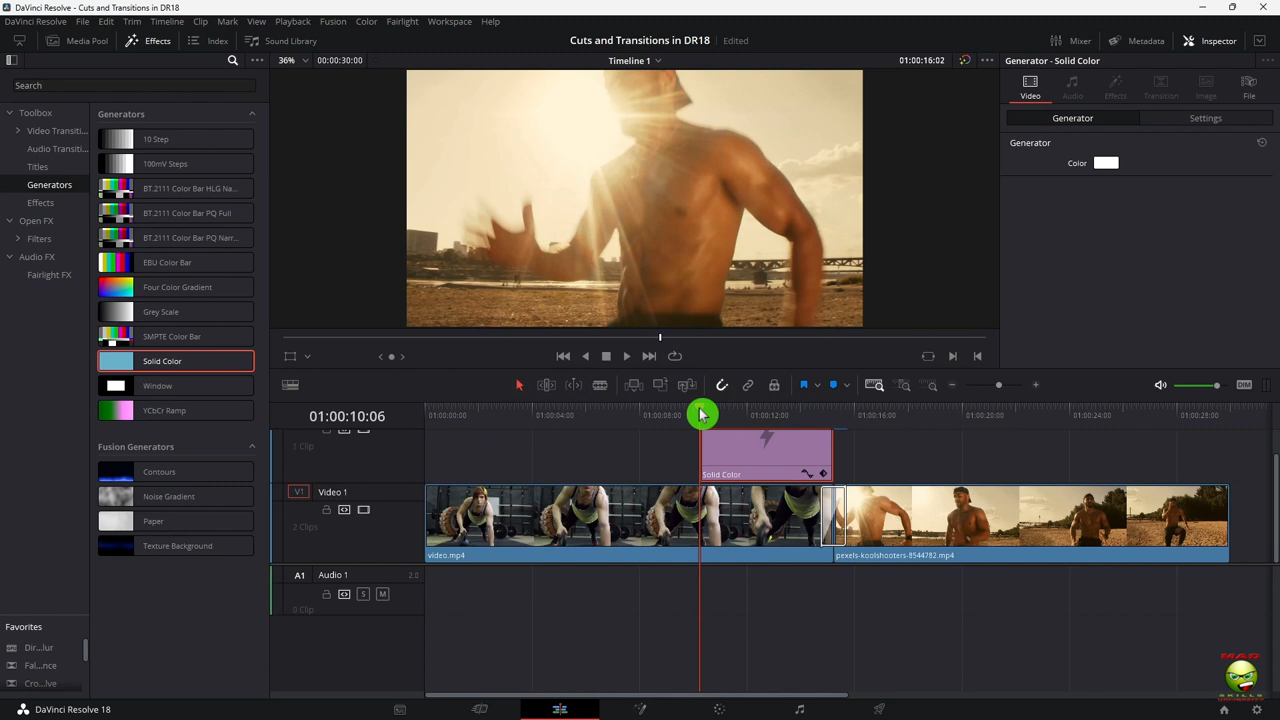 DaVinci Resolve - Cuts and Transitions in DR18
DaVinci Resolve File Edit Trim Timeline Clip Mark View Playback Fusion Color Fairlight Workspace Help
Media Pool Effects Index Sound Library Cuts and Transitions in DR18 Edited Mixer Metadata Inspector
36% 00:00:30:00 Timeline 1 01:00:16:02 Generator - Solid Color
Search
Video Audio Effects Transition Image File
Toolbox
Video Transiti...
Audio Transiti...
Titles
Generators
Effects
Open FX
Filters
Audio FX
Fairlight FX
Generators
10 Step
100mV Steps
BT.2111 Color Bar HLG Na...
BT.2111 Color Bar PQ Full
BT.2111 Color Bar PQ Narr...
EBU Color Bar
Four Color Gradient
Grey Scale
SMPTE Color Bar
Solid Color
Window
YCbCr Ramp
Fusion Generators
Contours
Noise Gradient
Paper
Texture Background
Generator Settings
Generator
Color
DIM
01:00:10:06
01:00:00:00 01:00:04:00 01:00:08:00 01:00:12:00 01:00:16:00 01:00:20:00 01:00:24:00 01:00:28:00
1 Clip
Solid Color
V1 Video 1
2 Clips
video.mp4 pexels-koolshooters-8544782.mp4
A1 Audio 1 2.0
S M
0 Clip
Favorites
Dir...lur
Fal...nce
Cro...lve
MAD
SKILLS
DaVinci Resolve 18